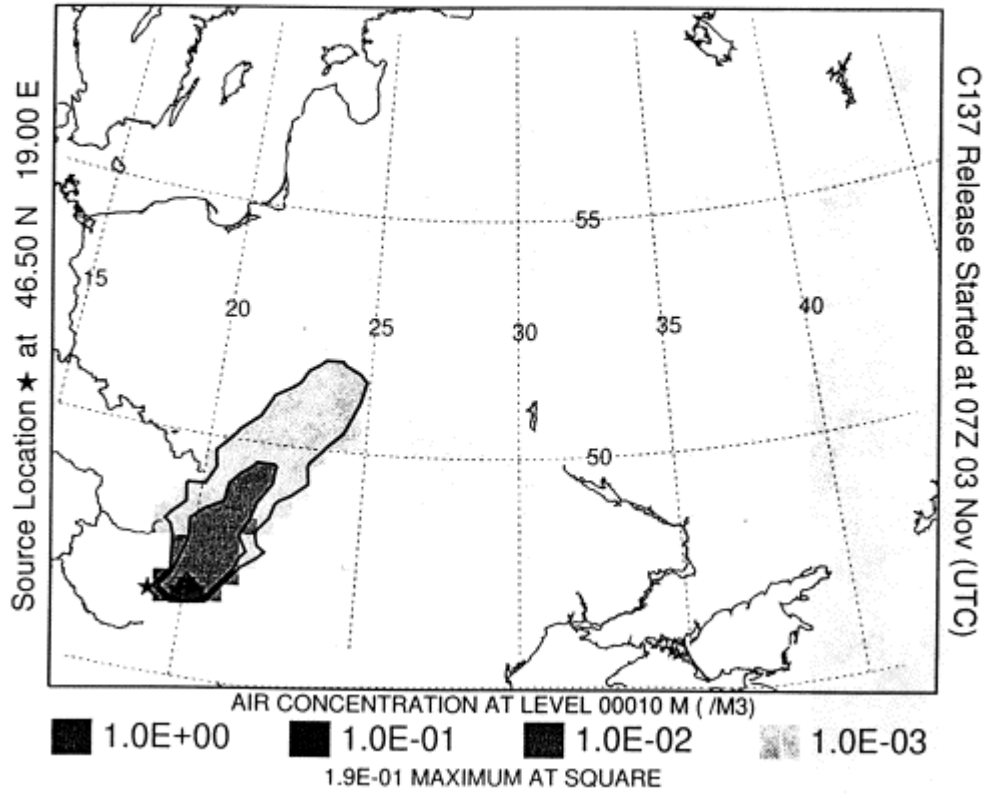 Source Location ★ at 46.50 N 19.00 E
C137 Release Started at 07Z 03 Nov (UTC)
55
15
20
25
30
35
40
50
AIR CONCENTRATION AT LEVEL 00010 M ( /M3)
1.0E+00 1.0E-01 1.0E-02 1.0E-03
1.9E-01 MAXIMUM AT SQUARE